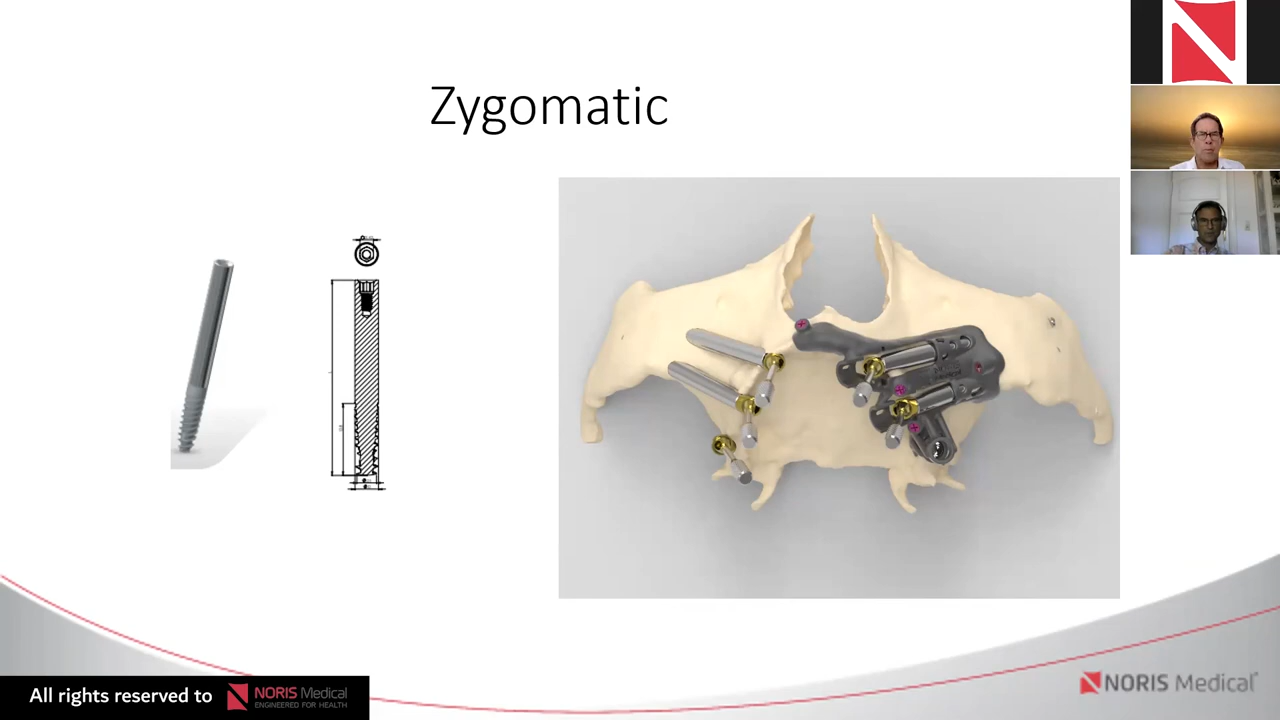 Zygomatic
All rights reserved to NORIS Medical
ENGINEERED FOR HEALTH
NORIS Medical